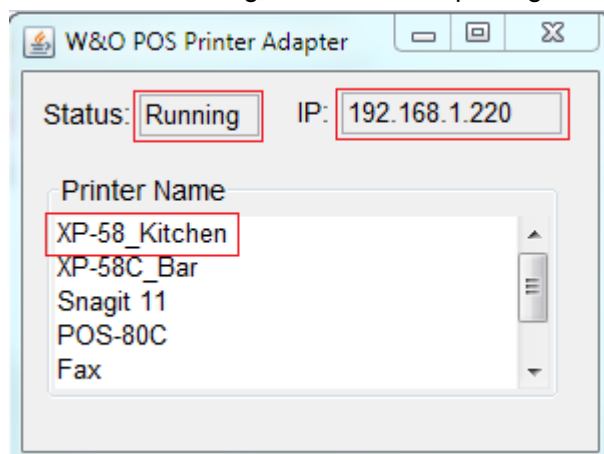 W&O POS Printer Adapter
Status: Running IP: 192.168.1.220
Printer Name
XP-58_Kitchen
XP-58C_Bar
Snagit 11
POS-80C
Fax